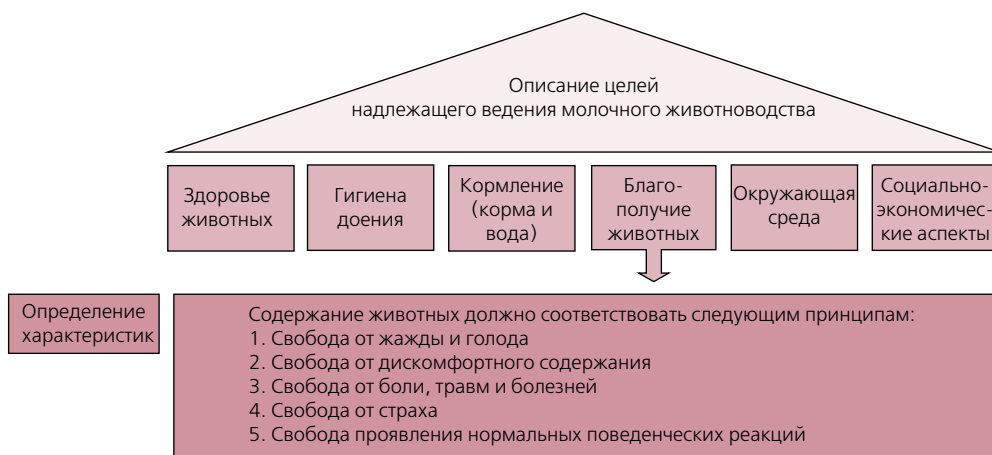 Описание целей
надлежащего ведения молочного животноводства
Здоровье
животных
Гигиена
доения
Кормление
(корма и
вода)
Благо-
получие
животных
Окружающая
среда
Социально-
экономичес-
кие аспекты
Определение
характеристик
Содержание животных должно соответствовать следующим принципам:
1. Свобода от жажды и голода
2. Свобода от дискомфортного содержания
3. Свобода от боли, травм и болезней
4. Свобода от страха
5. Свобода проявления нормальных поведенческих реакций